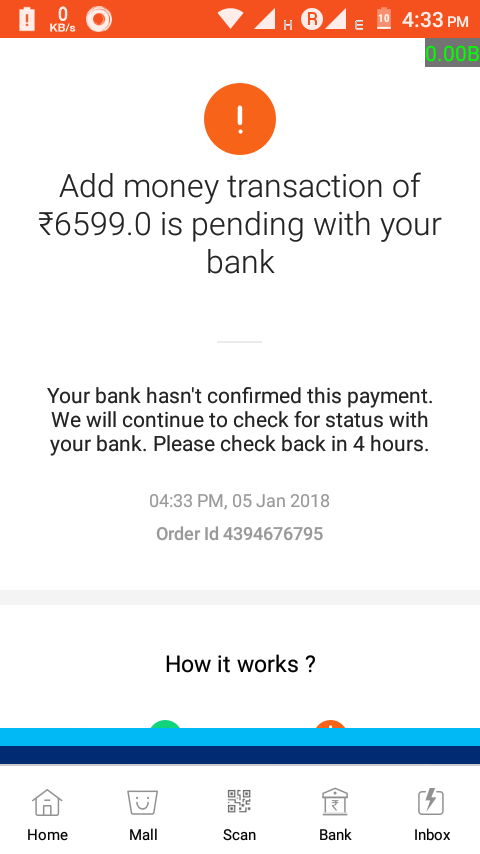 0
KB/s
H
R
E
10
4:33 PM
0.00B
Add money transaction of
₹6599.0 is pending with your
bank
Your bank hasn't confirmed this payment.
We will continue to check for status with
your bank. Please check back in 4 hours.
04:33 PM, 05 Jan 2018
Order Id 4394676795
How it works ?
Home
Mall
Scan
Bank
Inbox